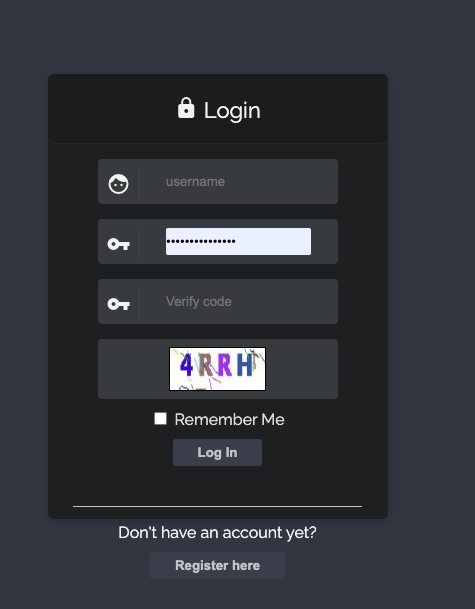 Login
username
•••••••••••••••
Verify code
4RRH
Remember Me
Log In
Don't have an account yet?
Register here